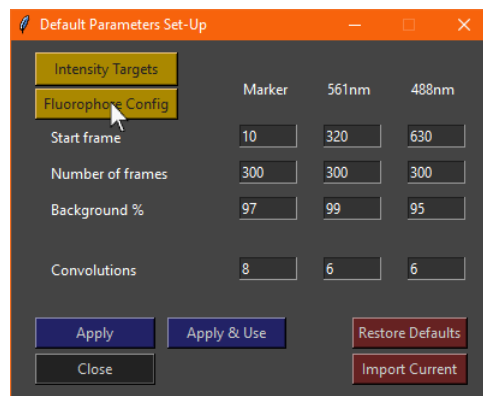 Default Parameters Set-Up
Intensity Targets
Fluorophore Config
Marker 561nm 488nm
Start frame 10 320 630
Number of frames 300 300 300
Background % 97 99 95
Convolutions 8 6 6
Apply Apply & Use Restore Defaults
Close Import Current